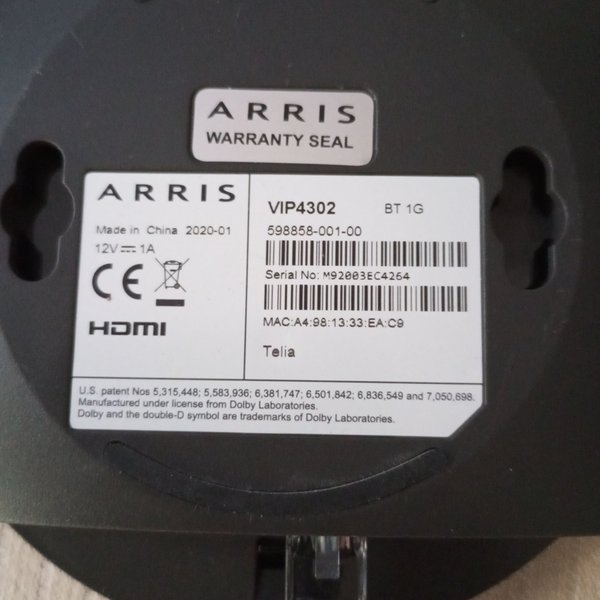 ARRIS
WARRANTY SEAL
ARRIS
Made in China 2020-01
12V⎓1A
CE
HDMI
VIP4302 BT 1G
598858-001-00
Serial No: M92003EC4264
MAC:A4:98:13:33:EA:C9
Telia
U.S. patent Nos 5,315,448; 5,583,936; 6,381,747; 6,501,842; 6,836,549 and 7,050,698.
Manufactured under license from Dolby Laboratories.
Dolby and the double-D symbol are trademarks of Dolby Laboratories.